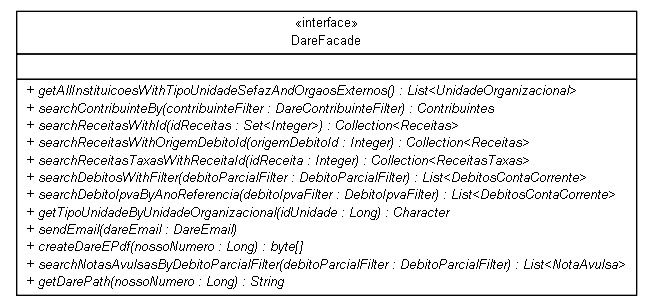 «interface»
DareFacade
+ getAllInstituicoesWithTipoUnidadeSefazAndOrgaosExternos() : List<UnidadeOrganizacional>
+ searchContribuinteBy(contribuinteFilter : DareContribuinteFilter) : Contribuintes
+ searchReceitasWithId(idReceitas : Set<Integer>) : Collection<Receitas>
+ searchReceitasWithOrigemDebitoId(origemDebitoId : Integer) : Collection<Receitas>
+ searchReceitasTaxasWithReceitaId(idReceita : Integer) : Collection<ReceitasTaxas>
+ searchDebitosWithFilter(debitoParcialFilter : DebitoParcialFilter) : List<DebitosContaCorrente>
+ searchDebitoIpvaByAnoReferencia(debitoIpvaFilter : DebitoIpvaFilter) : List<DebitosContaCorrente>
+ getTipoUnidadeByUnidadeOrganizacional(idUnidade : Long) : Character
+ sendEmail(dareEmail : DareEmail)
+ createDareEPdf(nossoNumero : Long) : byte[]
+ searchNotasAvulsasByDebitoParcialFilter(debitoParcialFilter : DebitoParcialFilter) : List<NotaAvulsa>
+ getDarePath(nossoNumero : Long) : String